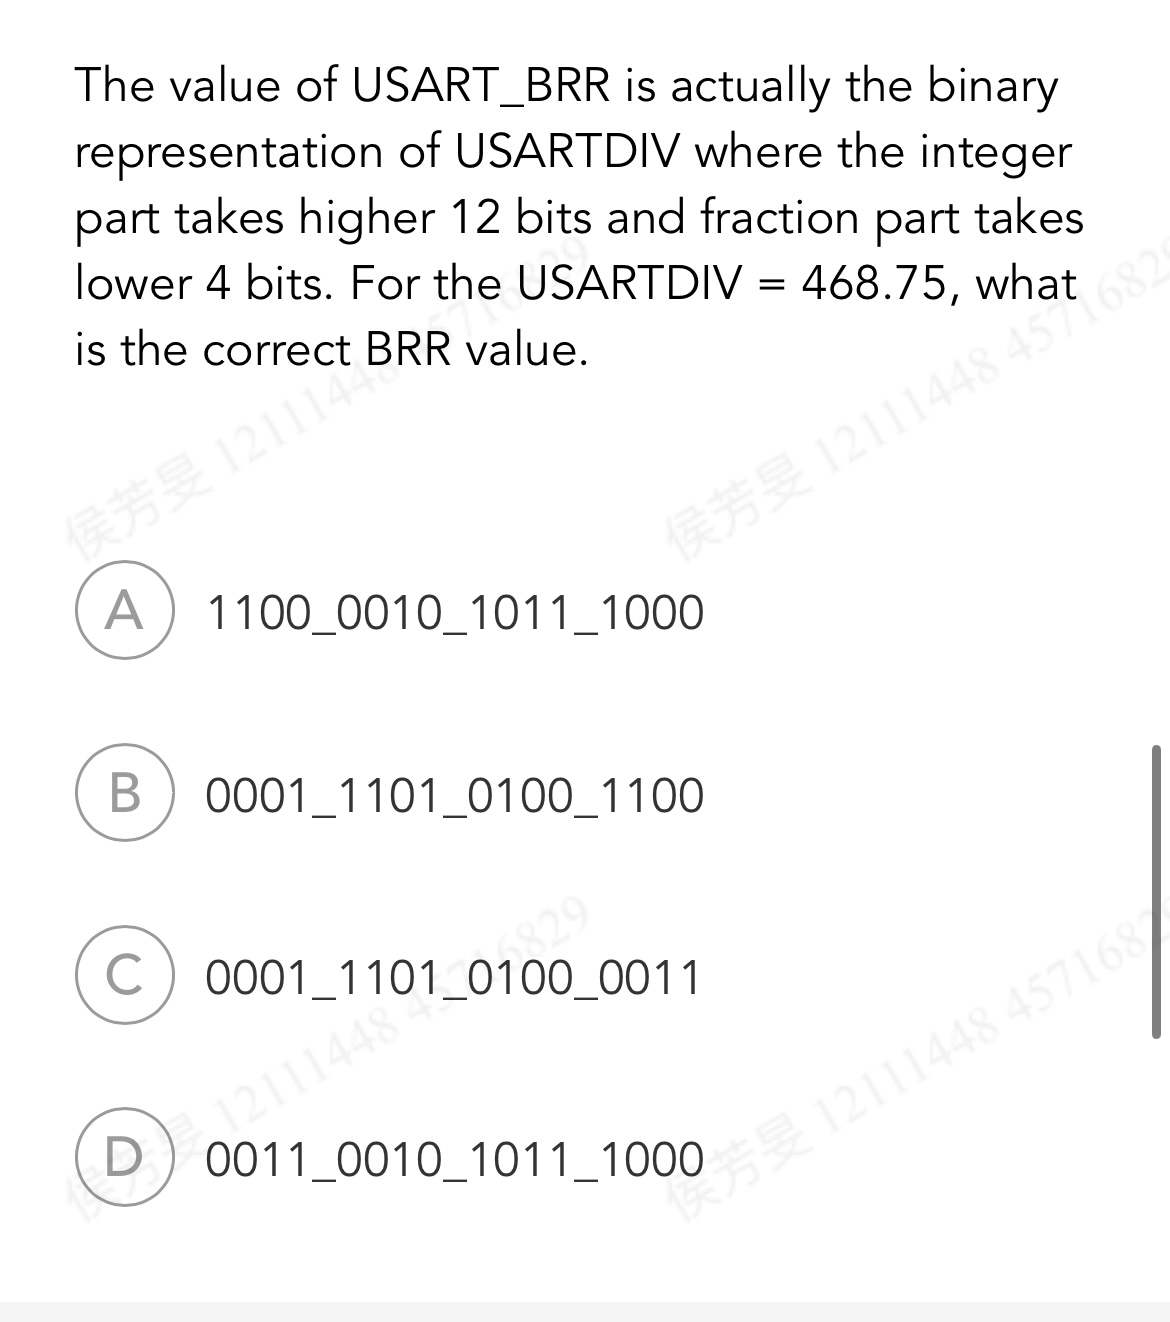 The value of USART_BRR is actually the binary
representation of USARTDIV where the integer
part takes higher 12 bits and fraction part takes
lower 4 bits. For the USARTDIV = 468.75, what
is the correct BRR value.
侯芳旻 12111448 45716829
侯芳旻 12111448 45716829
A 1100_0010_1011_1000
B 0001_1101_0100_1100
C 0001_1101_0100_0011
D 0011_0010_1011_1000
侯芳旻 12111448 45716829
侯芳旻 12111448 45716829